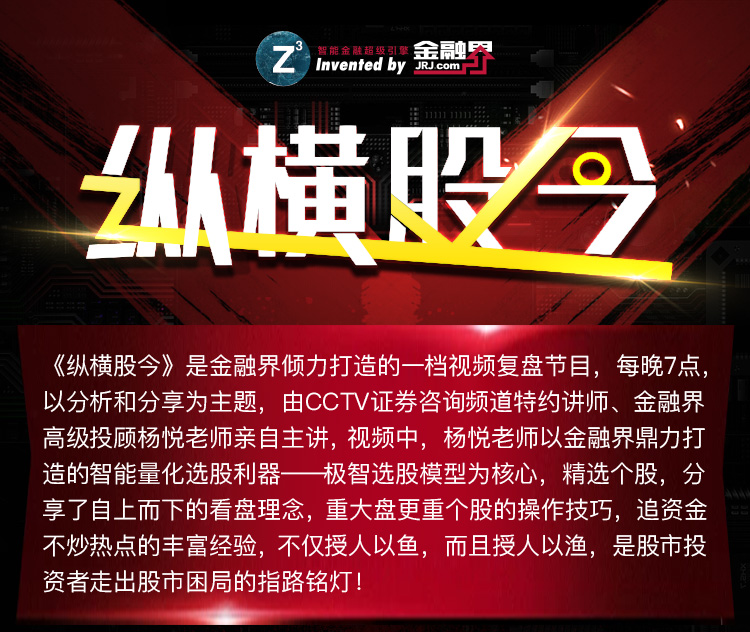 Z3
智能金融超级引擎
Invented by
金融界
JRJ.com
纵横股今
《纵横股今》是金融界倾力打造的一档视频复盘节目，每晚7点，
以分析和分享为主题，由CCTV证券咨询频道特约讲师、金融界
高级投顾杨悦老师亲自主讲，视频中，杨悦老师以金融界鼎力打
造的智能量化选股利器——极智选股模型为核心，精选个股，分
享了自上而下的看盘理念，重大盘更重个股的操作技巧，追资金
不炒热点的丰富经验，不仅授人以鱼，而且授人以渔，是股市投
资者走出股市困局的指路铭灯！